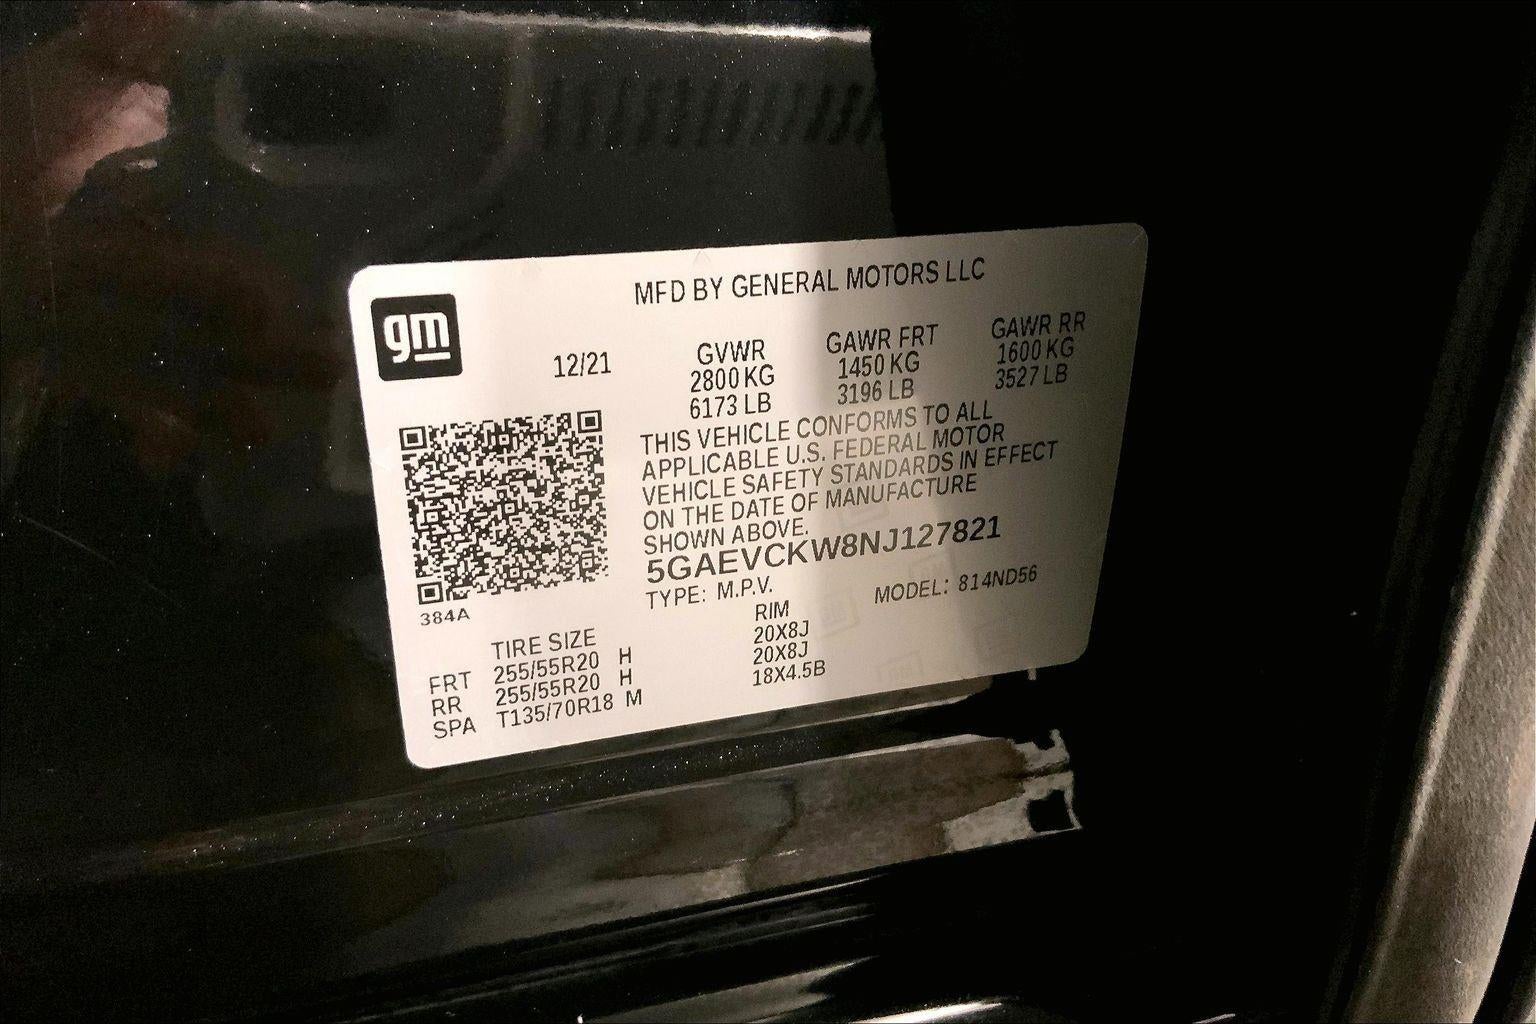 MFD BY GENERAL MOTORS LLC
gm
12/21
GVWR GAWR FRT GAWR RR
2800 KG 1450 KG 1600 KG
6173 LB 3196 LB 3527 LB
THIS VEHICLE CONFORMS TO ALL
APPLICABLE U.S. FEDERAL MOTOR
VEHICLE SAFETY STANDARDS IN EFFECT
ON THE DATE OF MANUFACTURE
SHOWN ABOVE.
5GAEVCKW8NJ127821
TYPE: M.P.V. MODEL: 814ND56
384A
TIRE SIZE RIM
FRT 255/55R20 H 20X8J
RR 255/55R20 H 20X8J
SPA T135/70R18 M 18X4.5B